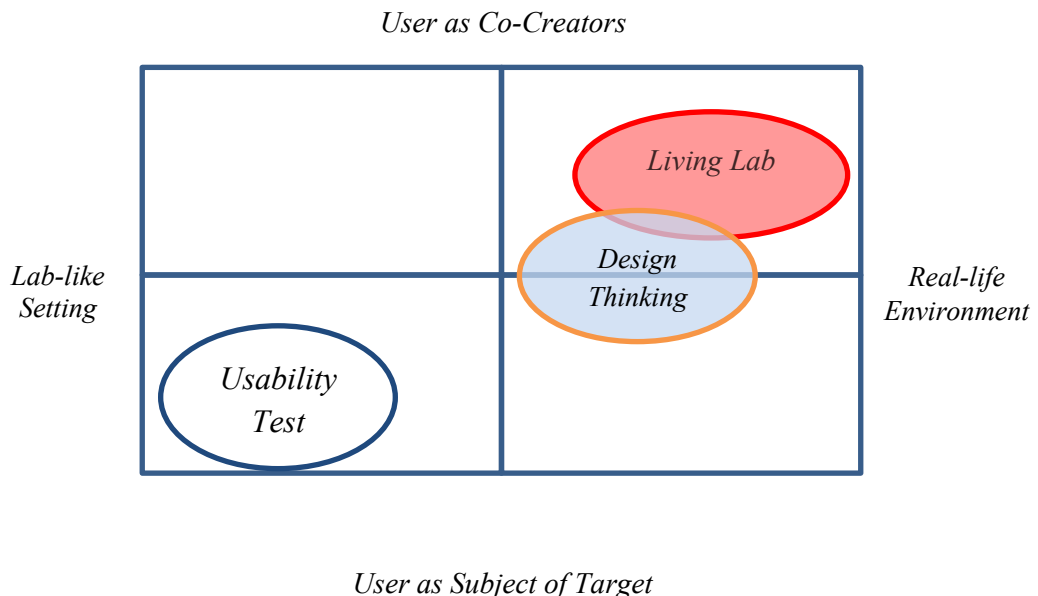 User as Co-Creators
Living Lab
Design
Thinking
Lab-like
Setting
Real-life
Environment
Usability
Test
User as Subject of Target